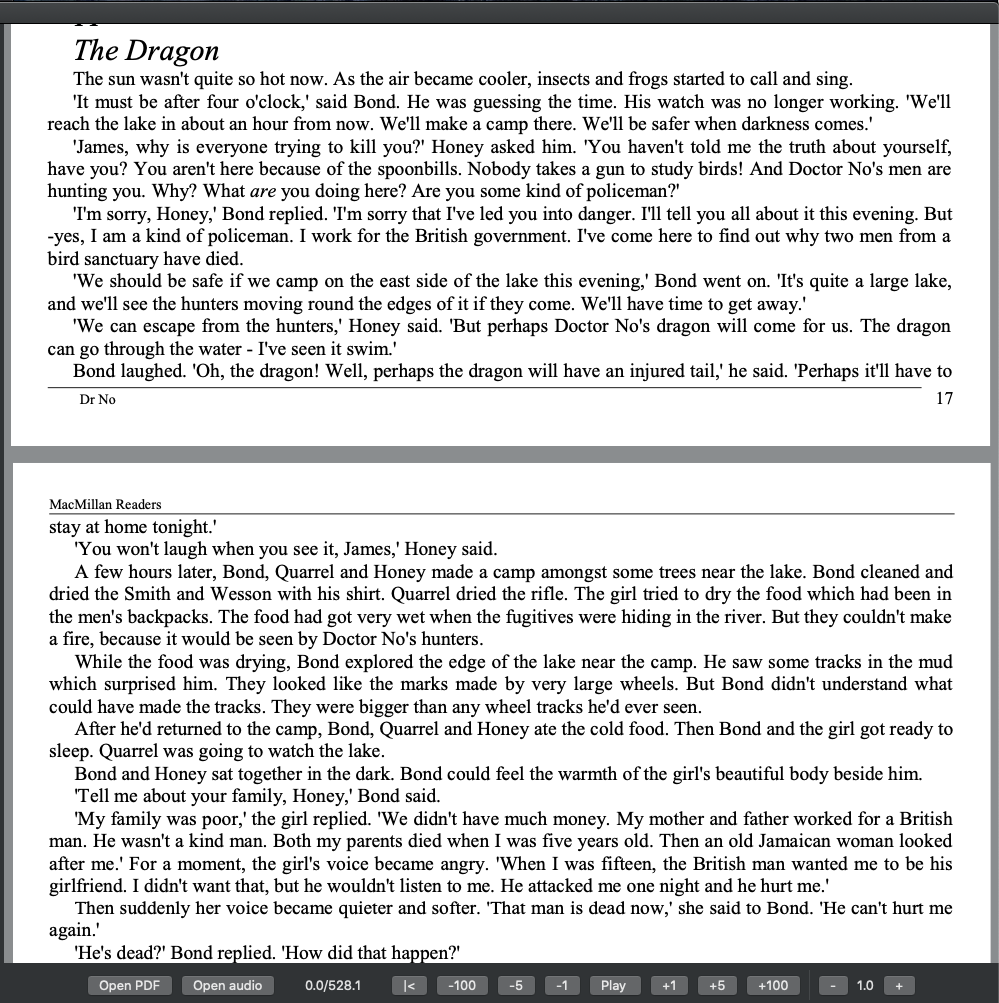 The Dragon
The sun wasn't quite so hot now. As the air became cooler, insects and frogs started to call and sing.
'It must be after four o'clock,' said Bond. He was guessing the time. His watch was no longer working. 'We'll
reach the lake in about an hour from now. We'll make a camp there. We'll be safer when darkness comes.'
'James, why is everyone trying to kill you?' Honey asked him. 'You haven't told me the truth about yourself,
have you? You aren't here because of the spoonbills. Nobody takes a gun to study birds! And Doctor No's men are
hunting you. Why? What are you doing here? Are you some kind of policeman?'
'I'm sorry, Honey,' Bond replied. 'I'm sorry that I've led you into danger. I'll tell you all about it this evening. But
-yes, I am a kind of policeman. I work for the British government. I've come here to find out why two men from a
bird sanctuary have died.
'We should be safe if we camp on the east side of the lake this evening,' Bond went on. 'It's quite a large lake,
and we'll see the hunters moving round the edges of it if they come. We'll have time to get away.'
'We can escape from the hunters,' Honey said. 'But perhaps Doctor No's dragon will come for us. The dragon
can go through the water - I've seen it swim.'
Bond laughed. 'Oh, the dragon! Well, perhaps the dragon will have an injured tail,' he said. 'Perhaps it'll have to
Dr No 17
MacMillan Readers
stay at home tonight.'
'You won't laugh when you see it, James,' Honey said.
A few hours later, Bond, Quarrel and Honey made a camp amongst some trees near the lake. Bond cleaned and
dried the Smith and Wesson with his shirt. Quarrel dried the rifle. The girl tried to dry the food which had been in
the men's backpacks. The food had got very wet when the fugitives were hiding in the river. But they couldn't make
a fire, because it would be seen by Doctor No's hunters.
While the food was drying, Bond explored the edge of the lake near the camp. He saw some tracks in the mud
which surprised him. They looked like the marks made by very large wheels. But Bond didn't understand what
could have made the tracks. They were bigger than any wheel tracks he'd ever seen.
After he'd returned to the camp, Bond, Quarrel and Honey ate the cold food. Then Bond and the girl got ready to
sleep. Quarrel was going to watch the lake.
Bond and Honey sat together in the dark. Bond could feel the warmth of the girl's beautiful body beside him.
'Tell me about your family, Honey,' Bond said.
'My family was poor,' the girl replied. 'We didn't have much money. My mother and father worked for a British
man. He wasn't a kind man. Both my parents died when I was five years old. Then an old Jamaican woman looked
after me.' For a moment, the girl's voice became angry. 'When I was fifteen, the British man wanted me to be his
girlfriend. I didn't want that, but he wouldn't listen to me. He attacked me one night and he hurt me.'
Then suddenly her voice became quieter and softer. 'That man is dead now,' she said to Bond. 'He can't hurt me
again.'
'He's dead?' Bond replied. 'How did that happen?'
Open PDF Open audio 0.0/528.1 |< -100 -5 -1 Play +1 +5 +100 - 1.0 +